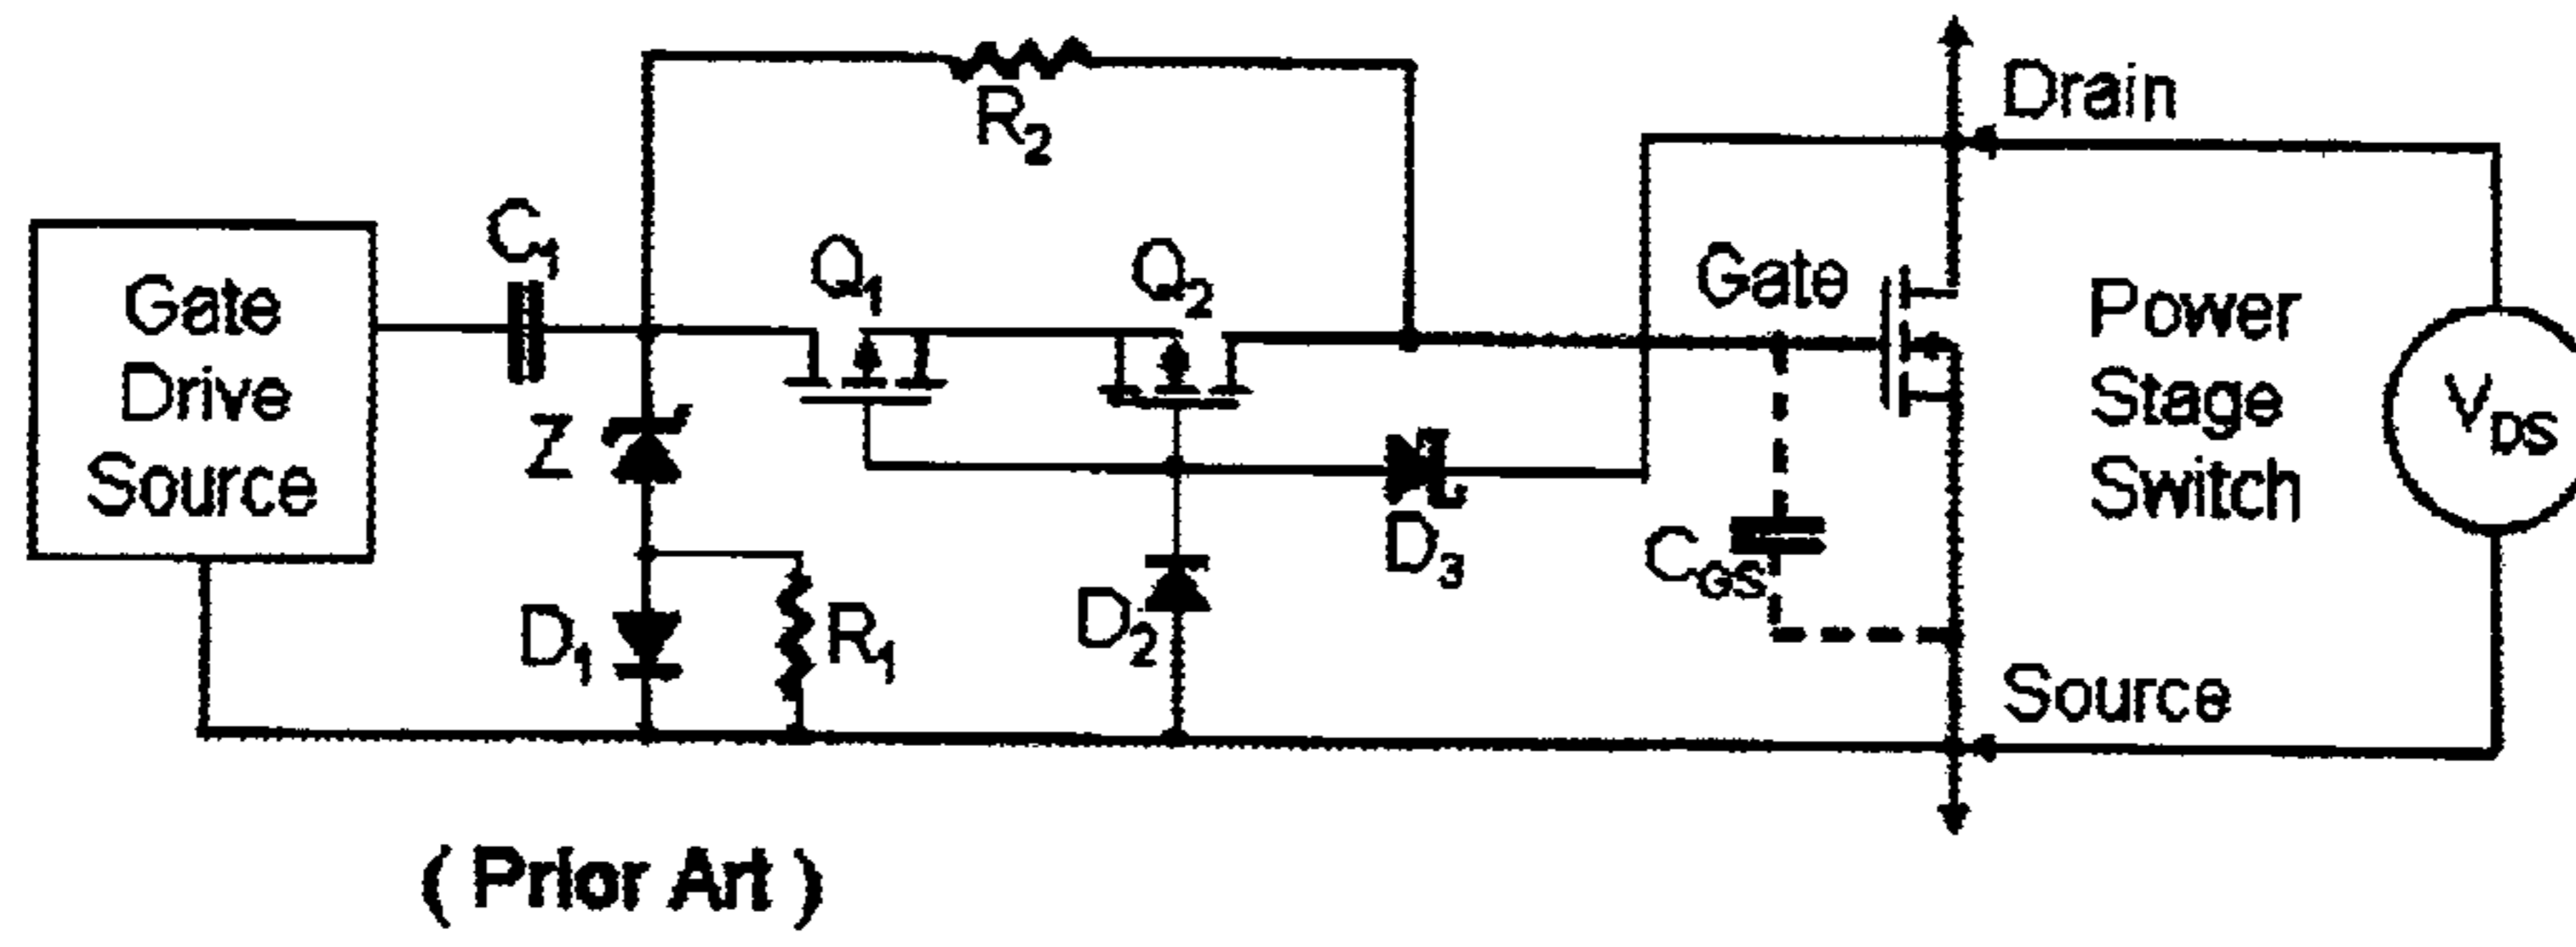 Drain
R2
C1
Q1
Q2
Gate
Gate
Drive
Source
Power
Stage
Switch
VDS
Z
D3
CGS
D1
R1
D2
Source
( Prior Art )